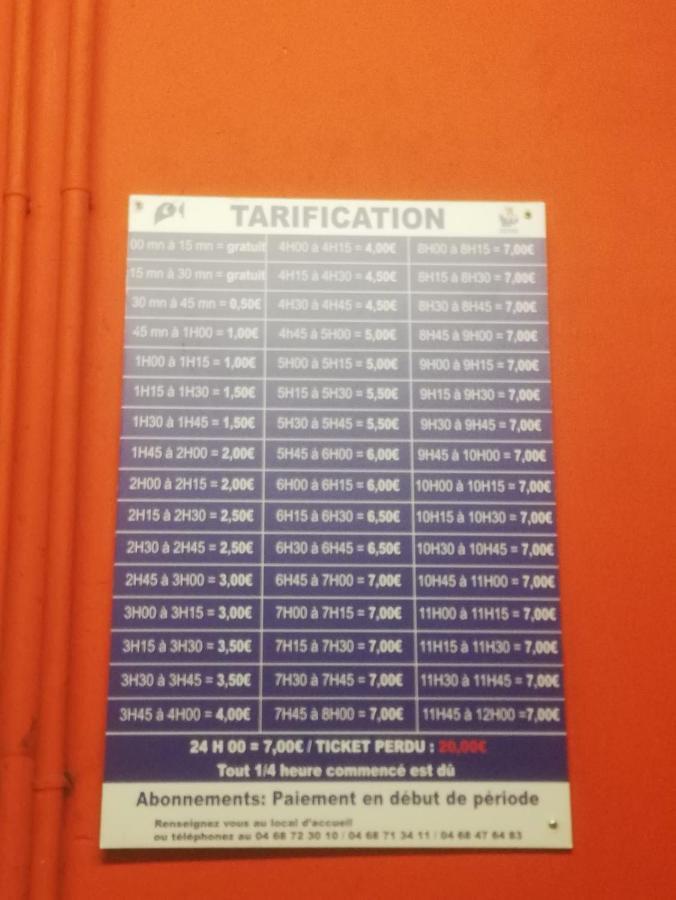 TARIFICATION
00 mn à 15 mn = gratuit 4H00 à 4H15 = 4,00€ 8H00 à 8H15 = 7,00€
15 mn à 30 mn = gratuit 4H15 à 4H30 = 4,50€ 8H15 à 8H30 = 7,00€
30 mn à 45 mn = 0,50€ 4H30 à 4H45 = 4,50€ 8H30 à 8H45 = 7,00€
45 mn à 1H00 = 1,00€ 4h45 à 5H00 = 5,00€ 8H45 à 9H00 = 7,00€
1H00 à 1H15 = 1,00€ 5H00 à 5H15 = 5,00€ 9H00 à 9H15 = 7,00€
1H15 à 1H30 = 1,50€ 5H15 à 5H30 = 5,50€ 9H15 à 9H30 = 7,00€
1H30 à 1H45 = 1,50€ 5H30 à 5H45 = 5,50€ 9H30 à 9H45 = 7,00€
1H45 à 2H00 = 2,00€ 5H45 à 6H00 = 6,00€ 9H45 à 10H00 = 7,00€
2H00 à 2H15 = 2,00€ 6H00 à 6H15 = 6,00€ 10H00 à 10H15 = 7,00€
2H15 à 2H30 = 2,50€ 6H15 à 6H30 = 6,50€ 10H15 à 10H30 = 7,00€
2H30 à 2H45 = 2,50€ 6H30 à 6H45 = 6,50€ 10H30 à 10H45 = 7,00€
2H45 à 3H00 = 3,00€ 6H45 à 7H00 = 7,00€ 10H45 à 11H00 = 7,00€
3H00 à 3H15 = 3,00€ 7H00 à 7H15 = 7,00€ 11H00 à 11H15 = 7,00€
3H15 à 3H30 = 3,50€ 7H15 à 7H30 = 7,00€ 11H15 à 11H30 = 7,00€
3H30 à 3H45 = 3,50€ 7H30 à 7H45 = 7,00€ 11H30 à 11H45 = 7,00€
3H45 à 4H00 = 4,00€ 7H45 à 8H00 = 7,00€ 11H45 à 12H00 =7,00€
24 H 00 = 7,00€ / TICKET PERDU : 20,00€
Tout 1/4 heure commencé est dû
Abonnements: Paiement en début de période
Renseignez vous au local d'accueil
ou téléphonez au 04 68 72 30 10 / 04 68 71 34 11 / 04 68 47 64 83